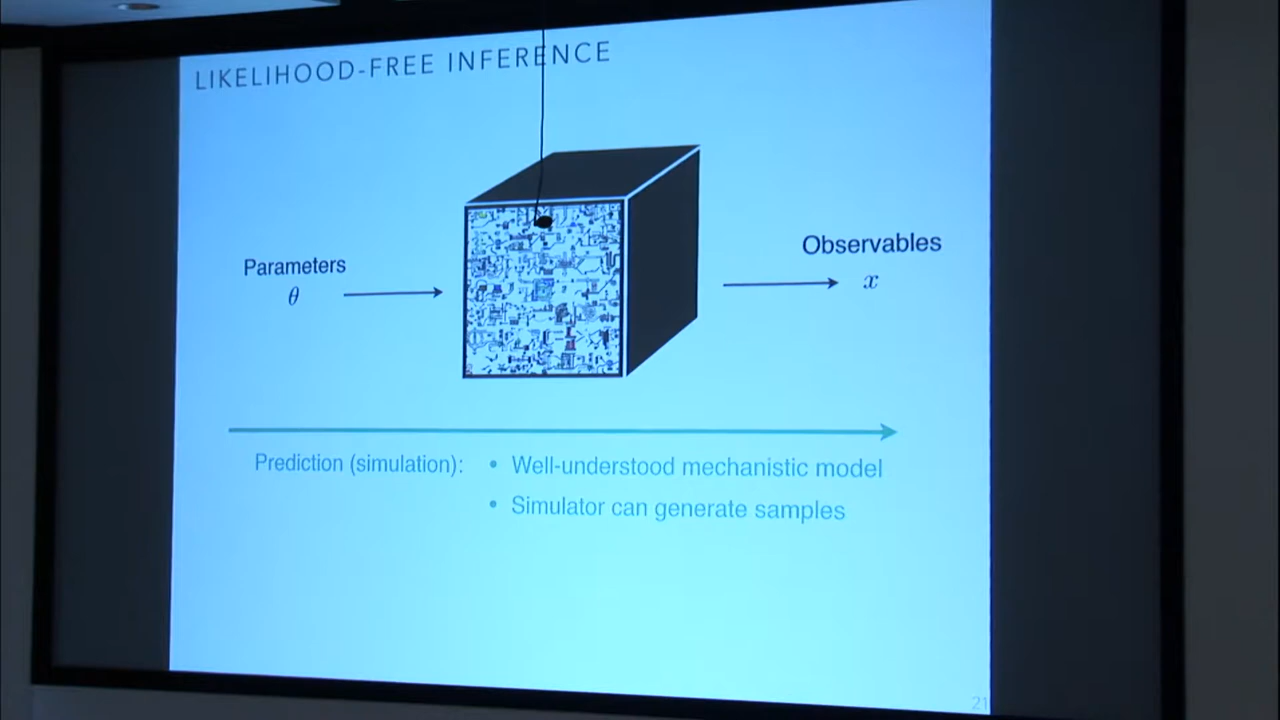 LIKELIHOOD-FREE INFERENCE
Parameters
θ
Observables
x
Prediction (simulation):
• Well-understood mechanistic model
• Simulator can generate samples
21